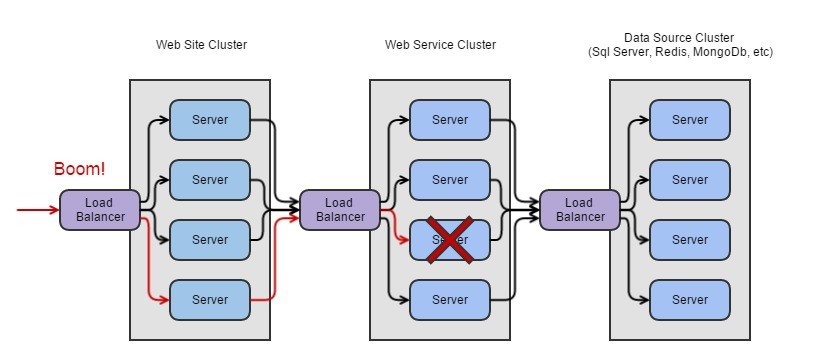 Web Site Cluster
Web Service Cluster
Data Source Cluster
(Sql Server, Redis, MongoDb, etc)
Boom!
Load
Balancer
Server
Server
Server
Server
Load
Balancer
Server
Server
Server
Server
Load
Balancer
Server
Server
Server
Server